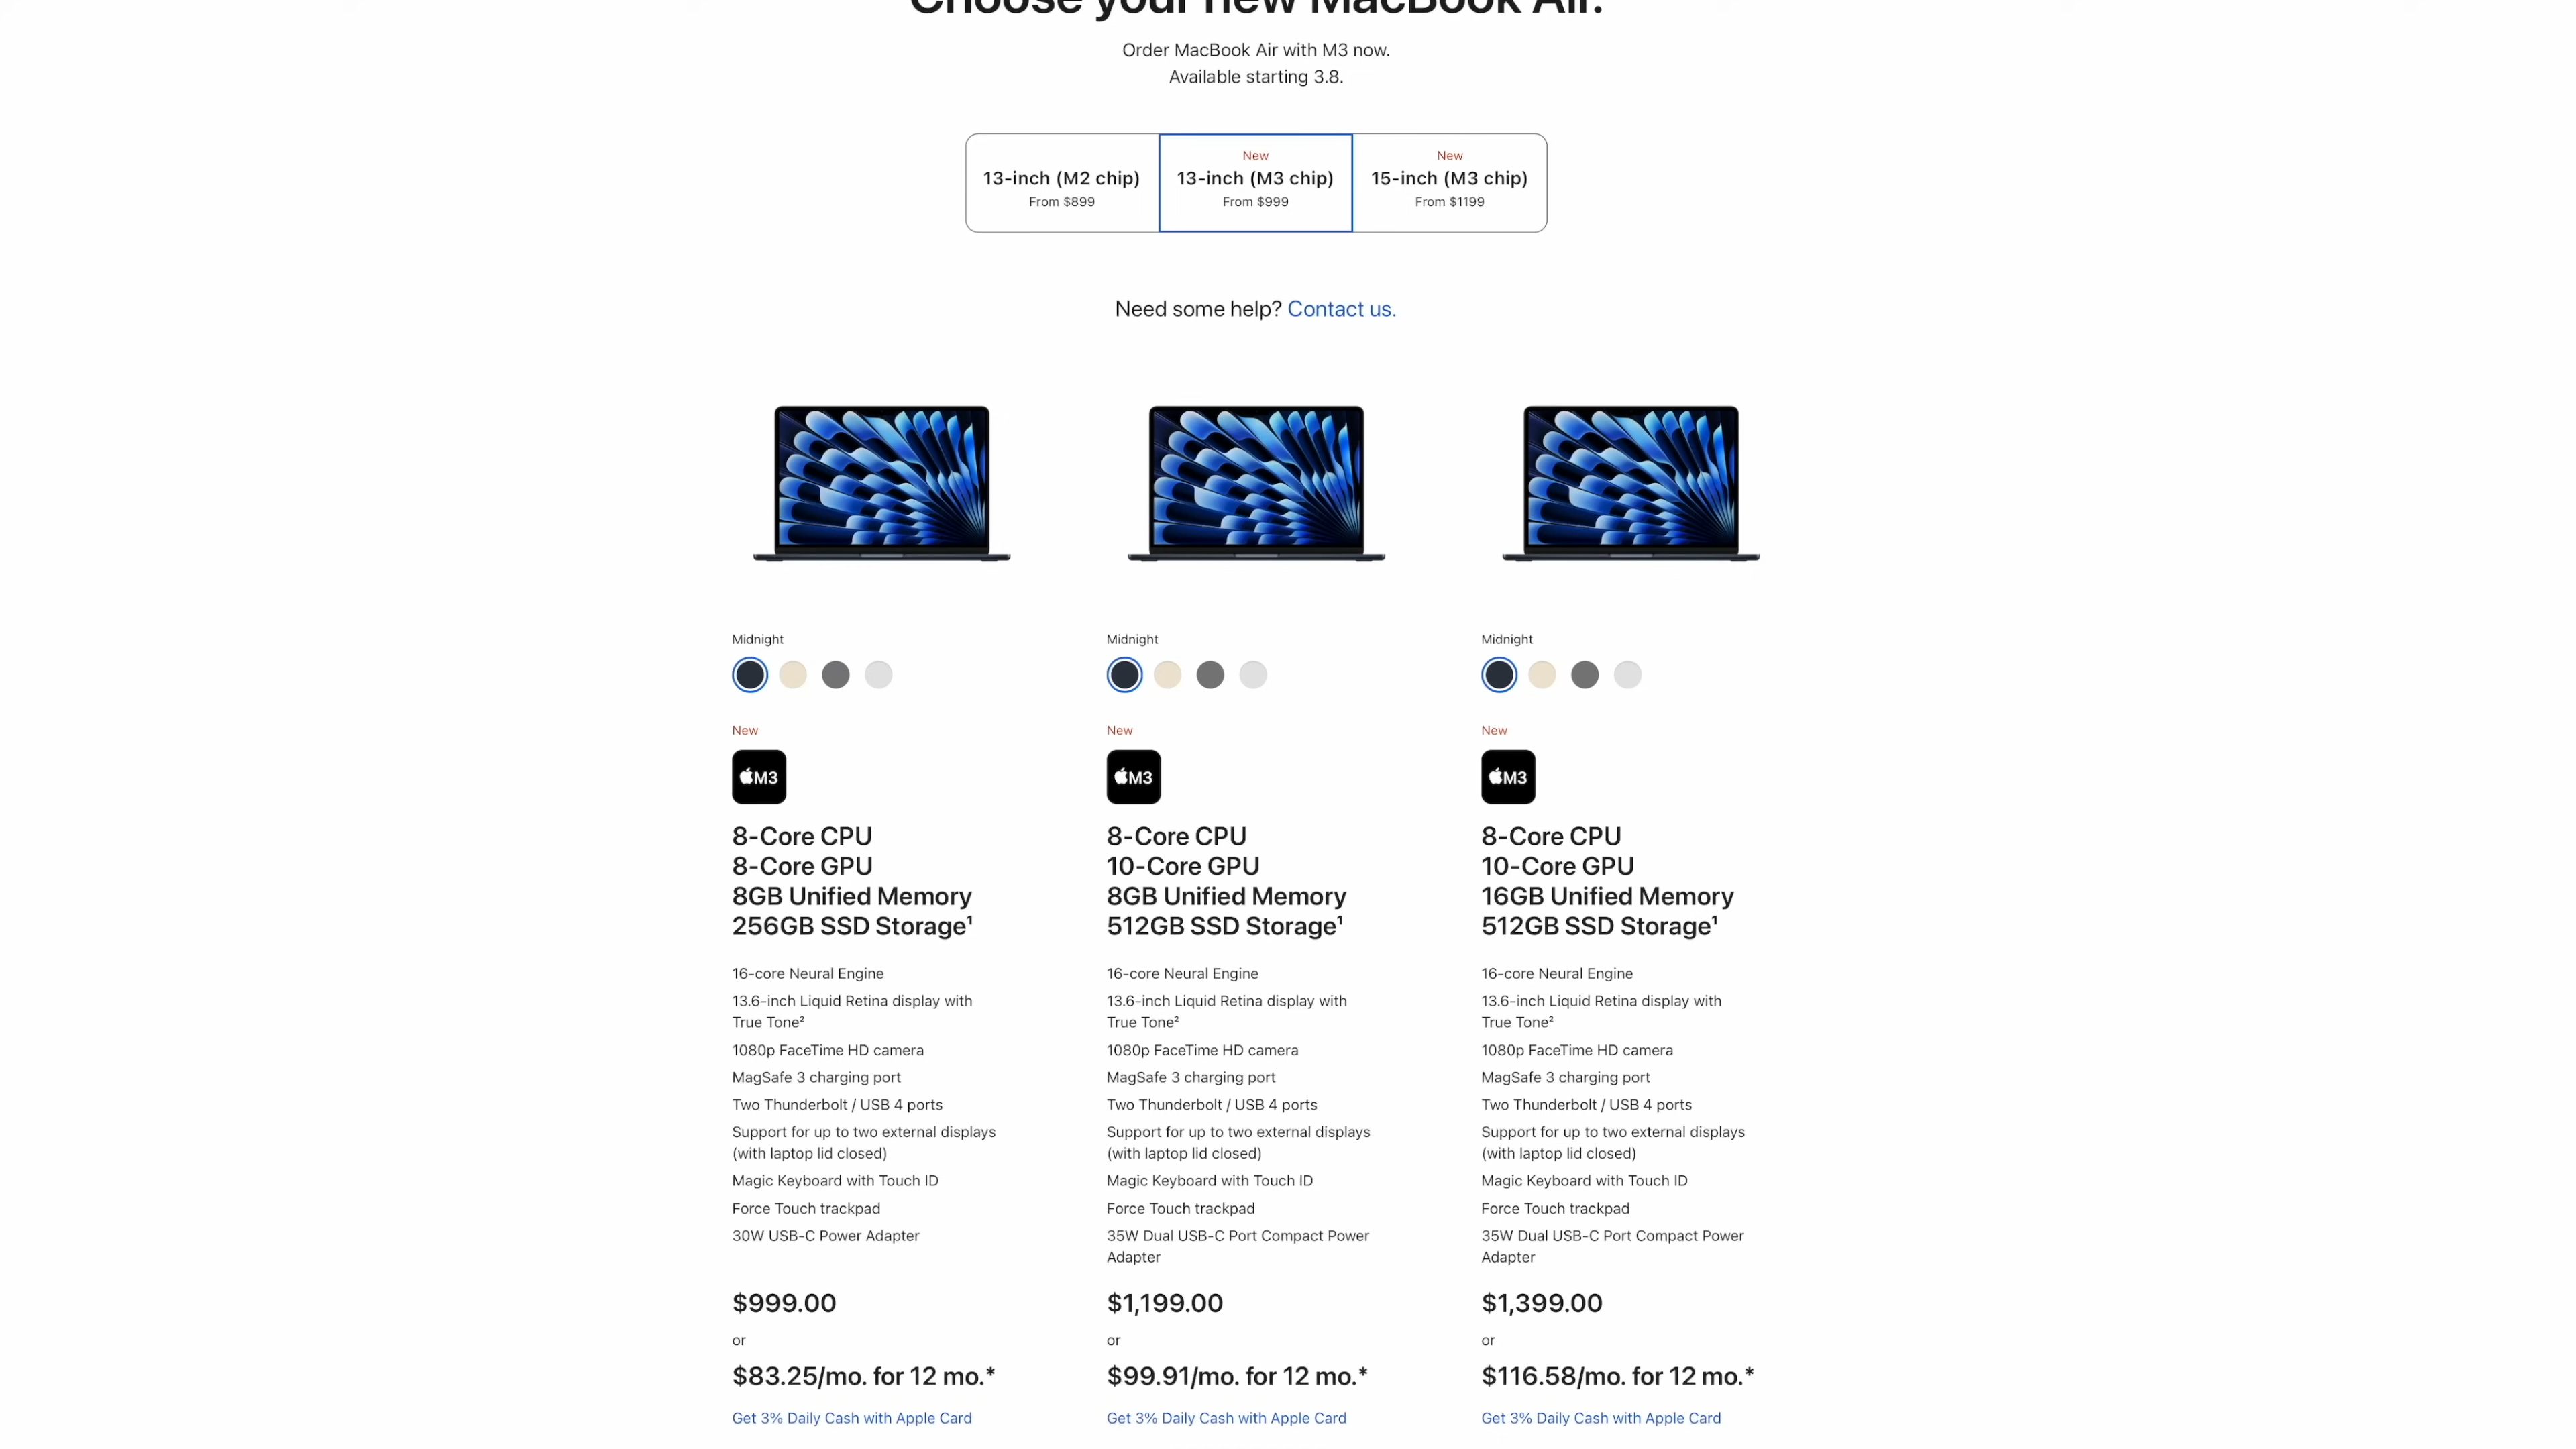 Choose your new MacBook Air.
Order MacBook Air with M3 now.
Available starting 3.8.
13-inch (M2 chip)
From $899
New
13-inch (M3 chip)
From $999
New
15-inch (M3 chip)
From $1199
Need some help? Contact us.
Midnight
New
M3
8-Core CPU
8-Core GPU
8GB Unified Memory
256GB SSD Storage¹
16-core Neural Engine
13.6-inch Liquid Retina display with
True Tone²
1080p FaceTime HD camera
MagSafe 3 charging port
Two Thunderbolt / USB 4 ports
Support for up to two external displays
(with laptop lid closed)
Magic Keyboard with Touch ID
Force Touch trackpad
30W USB-C Power Adapter
$999.00
or
$83.25/mo. for 12 mo.*
Get 3% Daily Cash with Apple Card
Midnight
New
M3
8-Core CPU
10-Core GPU
8GB Unified Memory
512GB SSD Storage¹
16-core Neural Engine
13.6-inch Liquid Retina display with
True Tone²
1080p FaceTime HD camera
MagSafe 3 charging port
Two Thunderbolt / USB 4 ports
Support for up to two external displays
(with laptop lid closed)
Magic Keyboard with Touch ID
Force Touch trackpad
35W Dual USB-C Port Compact Power
Adapter
$1,199.00
or
$99.91/mo. for 12 mo.*
Get 3% Daily Cash with Apple Card
Midnight
New
M3
8-Core CPU
10-Core GPU
16GB Unified Memory
512GB SSD Storage¹
16-core Neural Engine
13.6-inch Liquid Retina display with
True Tone²
1080p FaceTime HD camera
MagSafe 3 charging port
Two Thunderbolt / USB 4 ports
Support for up to two external displays
(with laptop lid closed)
Magic Keyboard with Touch ID
Force Touch trackpad
35W Dual USB-C Port Compact Power
Adapter
$1,399.00
or
$116.58/mo. for 12 mo.*
Get 3% Daily Cash with Apple Card